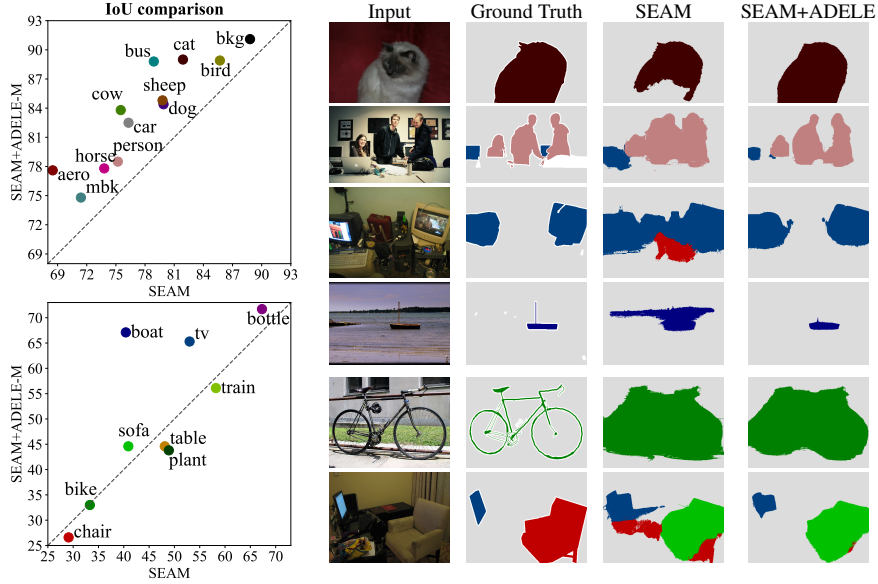 IoU comparison
SEAM+ADELE-M
93
90
87
84
81
78
75
72
69
bkg
cat
bus
bird
sheep
dog
cow
car
person
horse
aero
mbk
69 72 75 78 81 84 87 90 93
SEAM
SEAM+ADELE-M
70
65
60
55
50
45
40
35
30
25
bottle
boat
tv
train
sofa
table
plant
bike
chair
25 30 35 40 45 50 55 60 65 70
SEAM
Input Ground Truth SEAM SEAM+ADELE